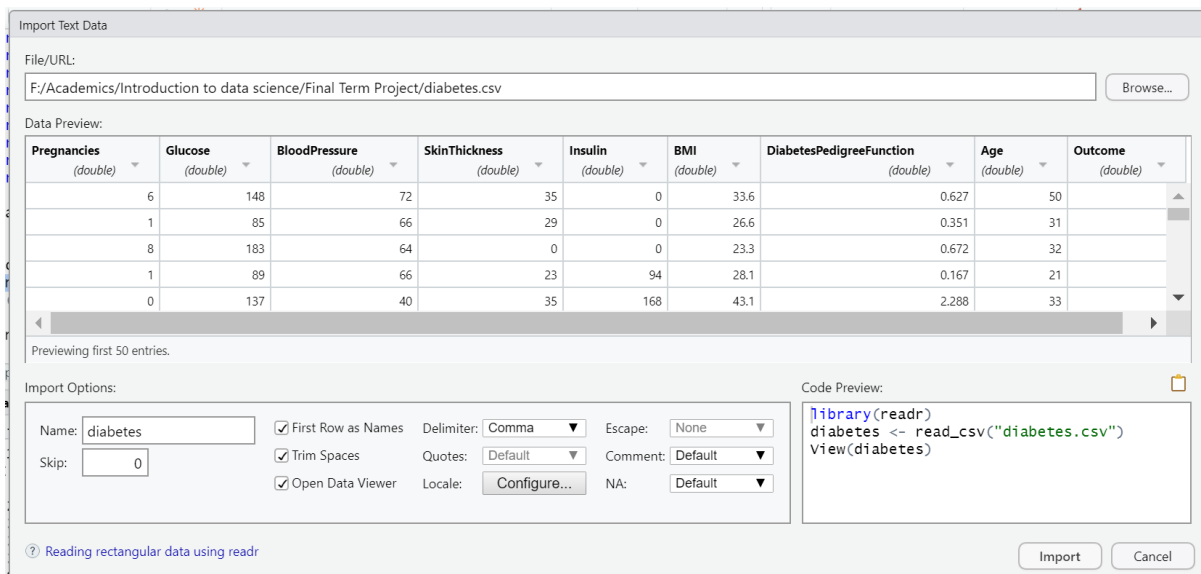 Import Text Data
File/URL:
F:/Academics/Introduction to data science/Final Term Project/diabetes.csv
Browse...
Data Preview:
Pregnancies Glucose BloodPressure SkinThickness Insulin BMI DiabetesPedigreeFunction Age Outcome
(double) (double) (double) (double) (double) (double) (double) (double) (double)
6 148 72 35 0 33.6 0.627 50
1 85 66 29 0 26.6 0.351 31
8 183 64 0 0 23.3 0.672 32
1 89 66 23 94 28.1 0.167 21
0 137 40 35 168 43.1 2.288 33
Previewing first 50 entries.
Import Options:
Name: diabetes
Skip: 0
First Row as Names
Trim Spaces
Open Data Viewer
Delimiter: Comma
Quotes: Default
Locale: Configure...
Escape: None
Comment: Default
NA: Default
Code Preview:
library(readr)
diabetes <- read_csv("diabetes.csv")
View(diabetes)
? Reading rectangular data using readr
Import Cancel